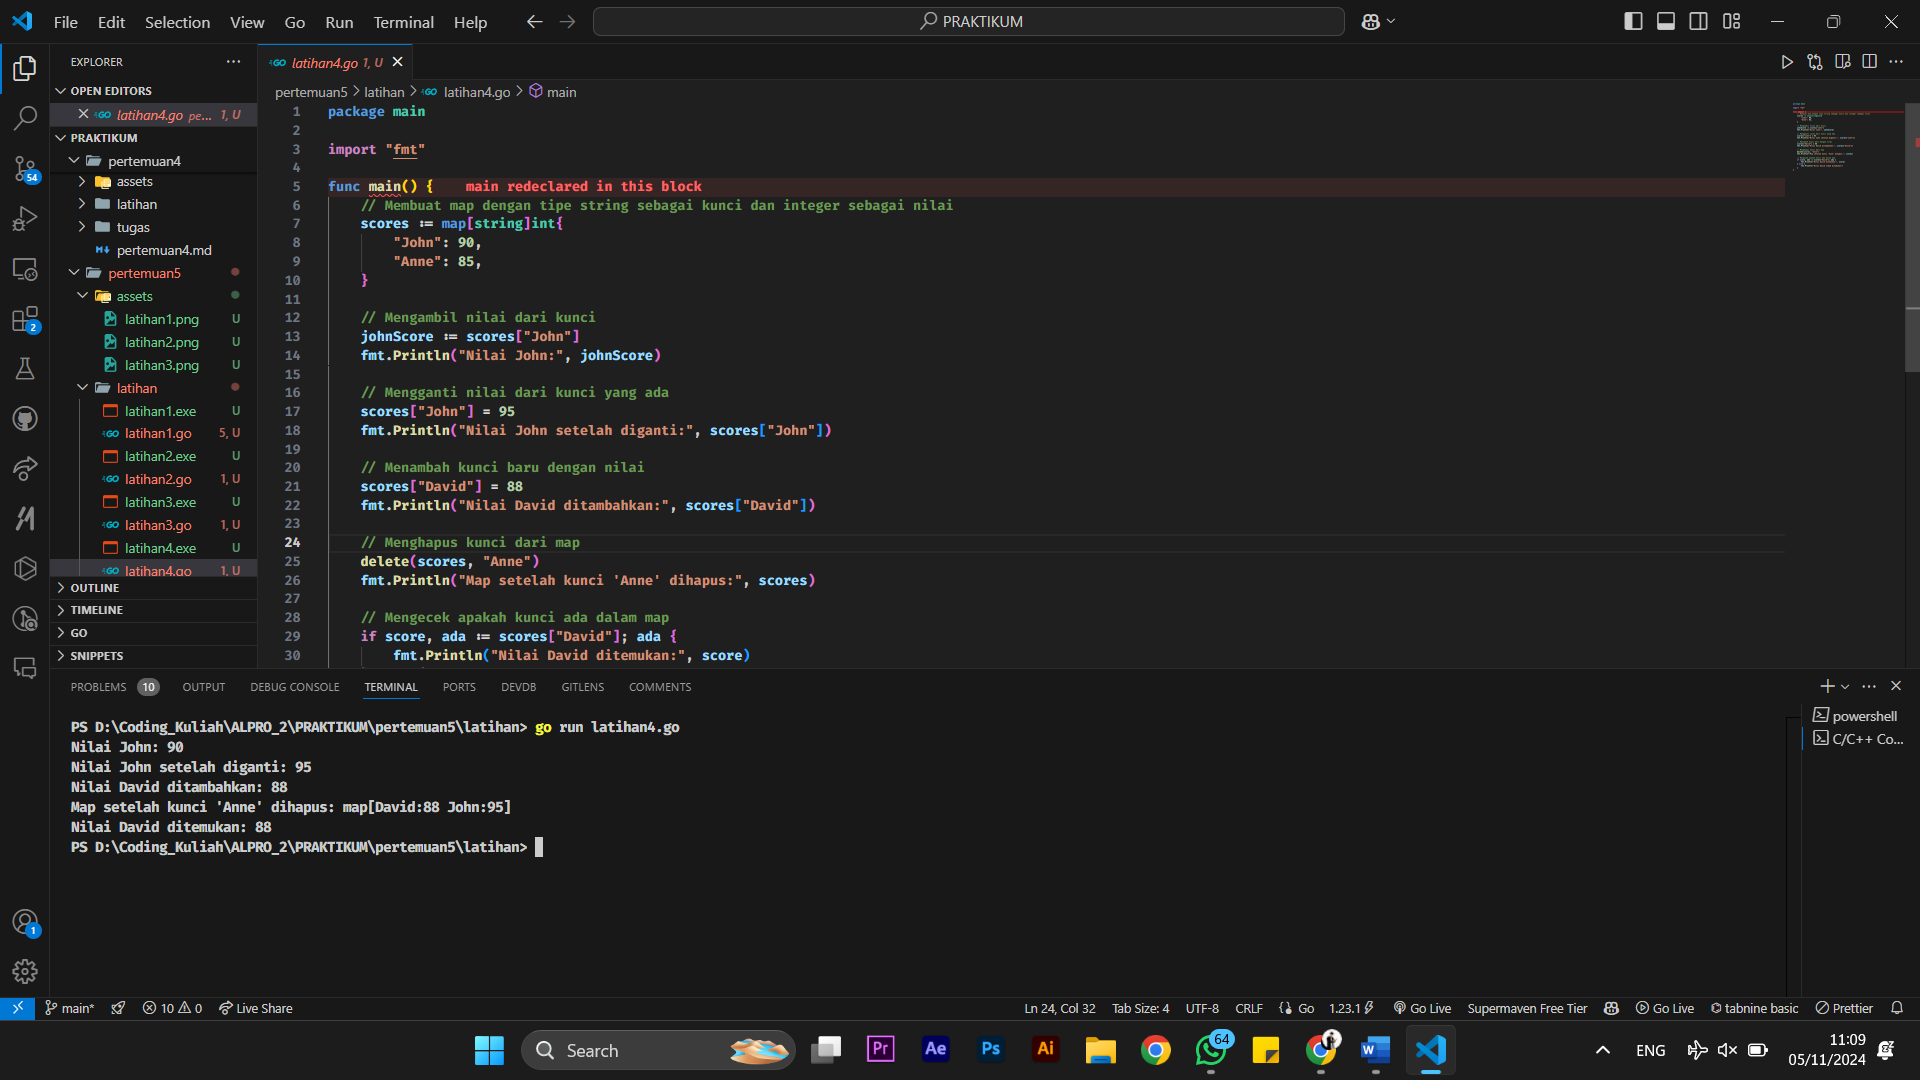 File Edit Selection View Go Run Terminal Help
PRAKTIKUM
EXPLORER
OPEN EDITORS
latihan4.go pe... 1, U
PRAKTIKUM
pertemuan4
assets
latihan
tugas
pertemuan4.md
pertemuan5
assets
latihan1.png U
latihan2.png U
latihan3.png U
latihan
latihan1.exe U
latihan1.go 5, U
latihan2.exe U
latihan2.go 1, U
latihan3.exe U
latihan3.go 1, U
latihan4.exe U
latihan4.go 1, U
OUTLINE
TIMELINE
GO
SNIPPETS
54
2
1
latihan4.go 1, U
pertemuan5 > latihan > latihan4.go > main
1 package main
2
3 import "fmt"
4
5 func main() { main redeclared in this block
6 // Membuat map dengan tipe string sebagai kunci dan integer sebagai nilai
7 scores := map[string]int{
8 "John": 90,
9 "Anne": 85,
10 }
11
12 // Mengambil nilai dari kunci
13 johnScore := scores["John"]
14 fmt.Println("Nilai John:", johnScore)
15
16 // Mengganti nilai dari kunci yang ada
17 scores["John"] = 95
18 fmt.Println("Nilai John setelah diganti:", scores["John"])
19
20 // Menambah kunci baru dengan nilai
21 scores["David"] = 88
22 fmt.Println("Nilai David ditambahkan:", scores["David"])
23
24 // Menghapus kunci dari map
25 delete(scores, "Anne")
26 fmt.Println("Map setelah kunci 'Anne' dihapus:", scores)
27
28 // Mengecek apakah kunci ada dalam map
29 if score, ada := scores["David"]; ada {
30 fmt.Println("Nilai David ditemukan:", score)
PROBLEMS 10 OUTPUT DEBUG CONSOLE TERMINAL PORTS DEVDB GITLENS COMMENTS
PS D:\Coding_Kuliah\ALPRO_2\PRAKTIKUM\pertemuan5\latihan> go run latihan4.go
Nilai John: 90
Nilai John setelah diganti: 95
Nilai David ditambahkan: 88
Map setelah kunci 'Anne' dihapus: map[David:88 John:95]
Nilai David ditemukan: 88
PS D:\Coding_Kuliah\ALPRO_2\PRAKTIKUM\pertemuan5\latihan>
powershell
C/C++ Co...
main* 10 0 Live Share Ln 24, Col 32 Tab Size: 4 UTF-8 CRLF Go 1.23.1 Go Live Supermaven Free Tier Go Live tabnine basic Prettier
Search Pr Ae Ps Ai 64 W ENG 11:09
05/11/2024